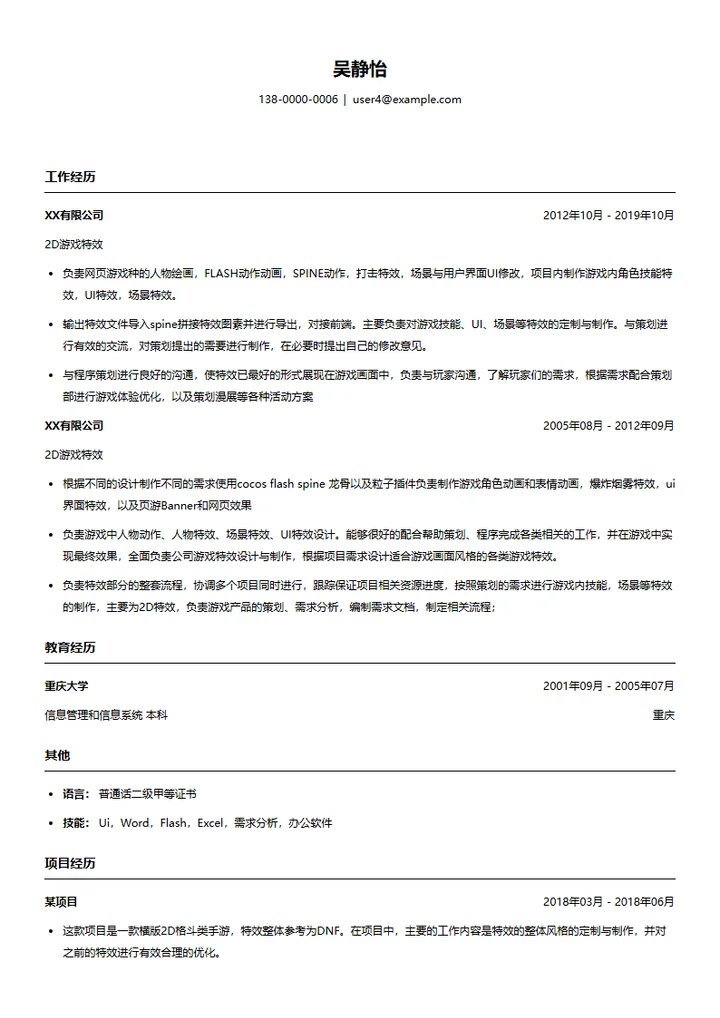 吴静怡
138-0000-0006 | user4@example.com
工作经历
XX有限公司 2012年10月 - 2019年10月
2D游戏特效
• 负责网页游戏种的人物绘画，FLASH动作动画，SPINE动作，打击特效，场景与用户界面UI修改，项目内制作游戏内角色技能特
效，UI特效，场景特效。
• 输出特效文件导入spine拼接特效图素并进行导出，对接前端。主要负责对游戏技能、UI、场景等特效的定制与制作。与策划进
行有效的交流，对策划提出的需要进行制作，在必要时提出自己的修改意见。
• 与程序策划进行良好的沟通，使特效已最好的形式展现在游戏画面中，负责与玩家沟通，了解玩家们的需求，根据需求配合策划
部进行游戏体验优化，以及策划漫展等各种活动方案
XX有限公司 2005年08月 - 2012年09月
2D游戏特效
• 根据不同的设计制作不同的需求使用cocos flash spine 龙骨以及粒子插件负责制作游戏角色动画和表情动画，爆炸烟雾特效，ui
界面特效，以及页游Banner和网页效果
• 负责游戏中人物动作、人物特效、场景特效、UI特效设计。能够很好的配合帮助策划、程序完成各类相关的工作，并在游戏中实
现最终效果，全面负责公司游戏特效设计与制作，根据项目需求设计适合游戏画面风格的各类游戏特效。
• 负责特效部分的整套流程，协调多个项目同时进行，跟踪保证项目相关资源进度，按照策划的需求进行游戏内技能，场景等特效
的制作，主要为2D特效，负责游戏产品的策划、需求分析，编制需求文档，制定相关流程；
教育经历
重庆大学 2001年09月 - 2005年07月
信息管理和信息系统 本科 重庆
其他
• 语言： 普通话二级甲等证书
• 技能： Ui，Word，Flash，Excel，需求分析，办公软件
项目经历
某项目 2018年03月 - 2018年06月
• 这款项目是一款横版2D格斗类手游，特效整体参考为DNF。在项目中，主要的工作内容是特效的整体风格的定制与制作，并对
之前的特效进行有效合理的优化。